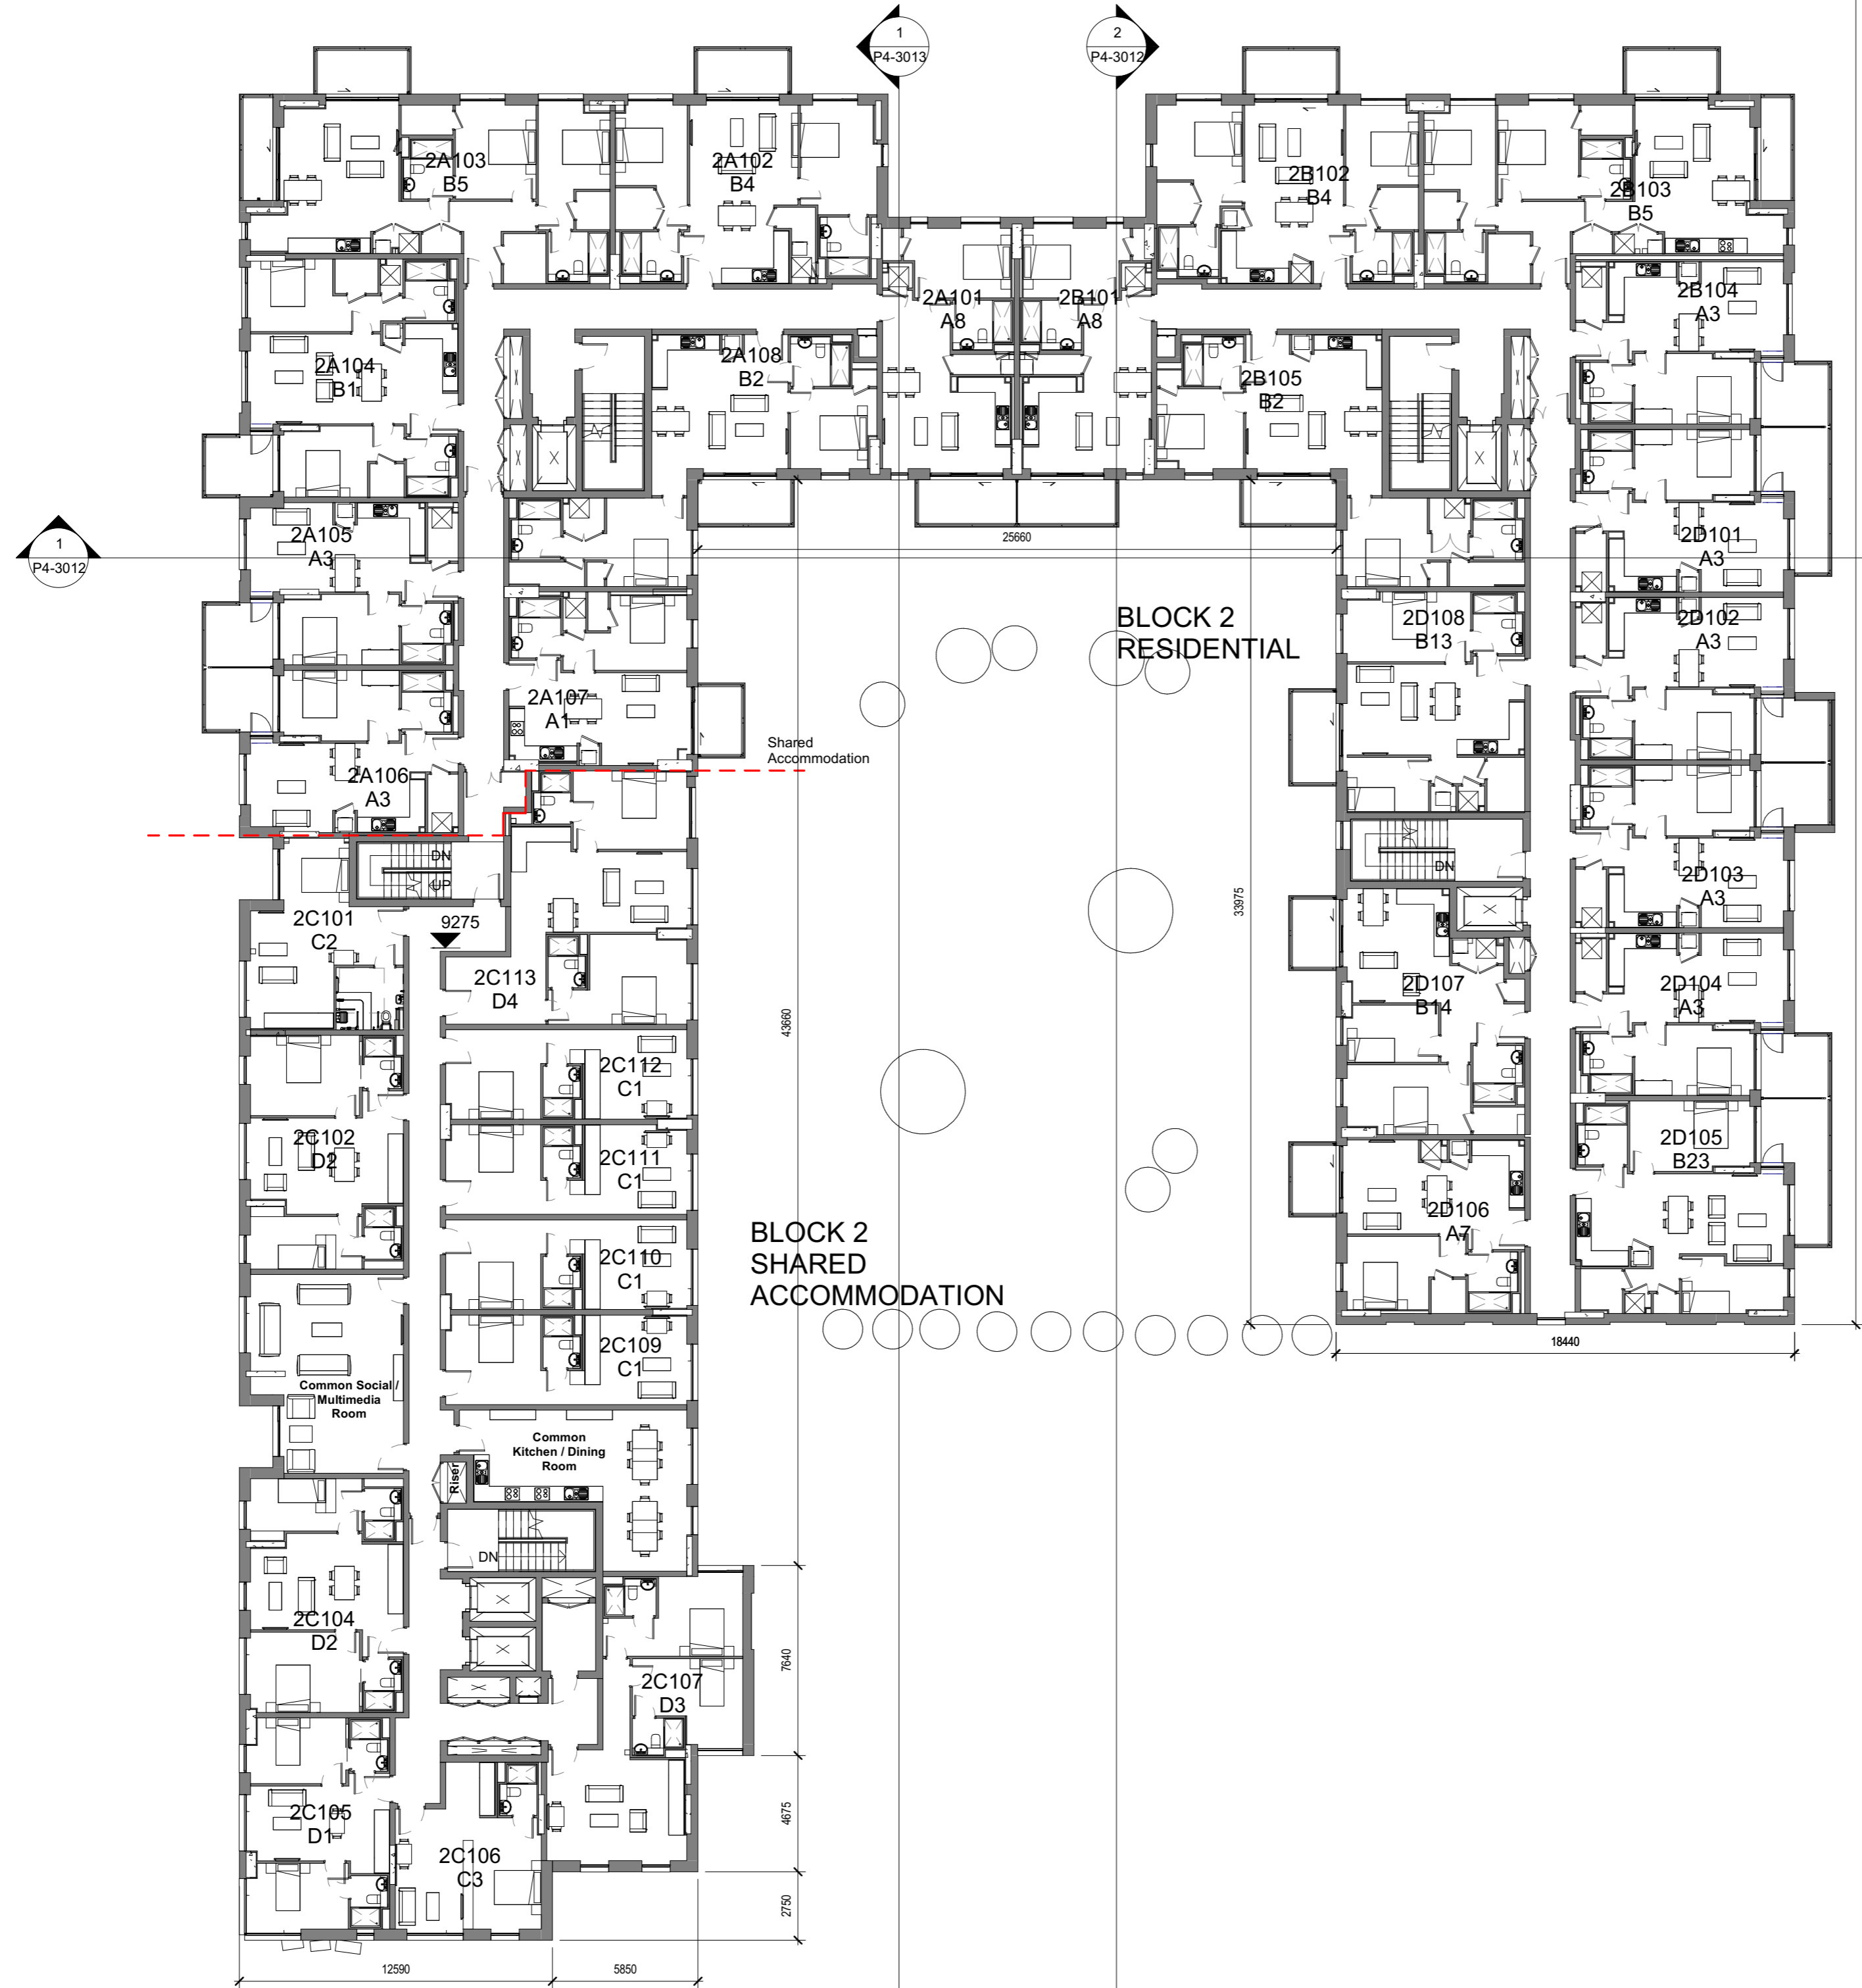 1
P4-3013
2
P4-3012
2A103
B5
2A102
B4
2B102
B4
2B103
B5
2A101
A8
2B101
A8
2B104
A3
2A104
B1
2A108
B2
2B105
B2
1
P4-3012
2A105
A3
25660
2D101
A3
BLOCK 2
RESIDENTIAL
2D108
B13
2D102
A3
2A107
A1
Shared
Accommodation
2A106
A3
DN
UP
DN
2C101
C2
9275
33975
2D103
A3
2C113
D4
2D107
B14
2D104
A3
43660
2C112
C1
2C102
D2
2C111
C1
2D105
B23
2D106
A7
BLOCK 2
SHARED
ACCOMMODATION
2C110
C1
18440
2C109
C1
Common Social /
Multimedia
Room
Common
Kitchen / Dining
Room
Riser
DN
2C104
D2
7640
2C107
D3
2C105
D1
4675
2C106
C3
2750
12590
5850